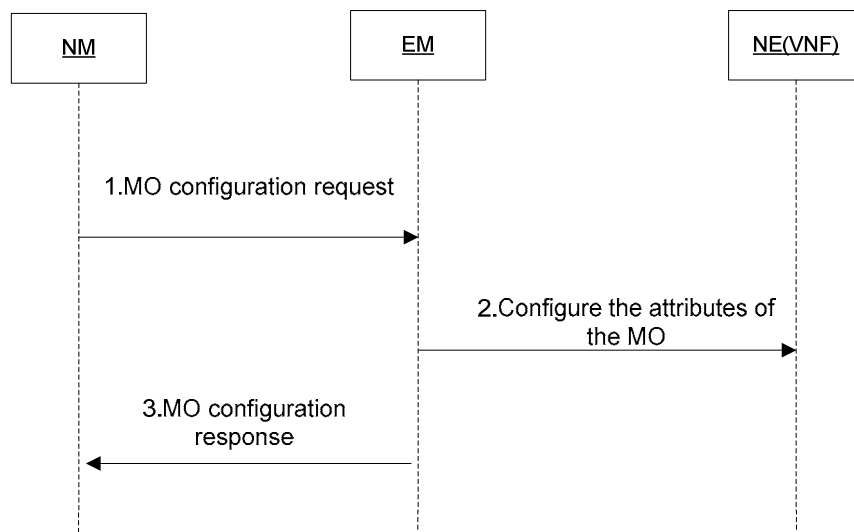 NM
EM
NE(VNF)
1.MO configuration request
2.Configure the attributes of
the MO
3.MO configuration
response